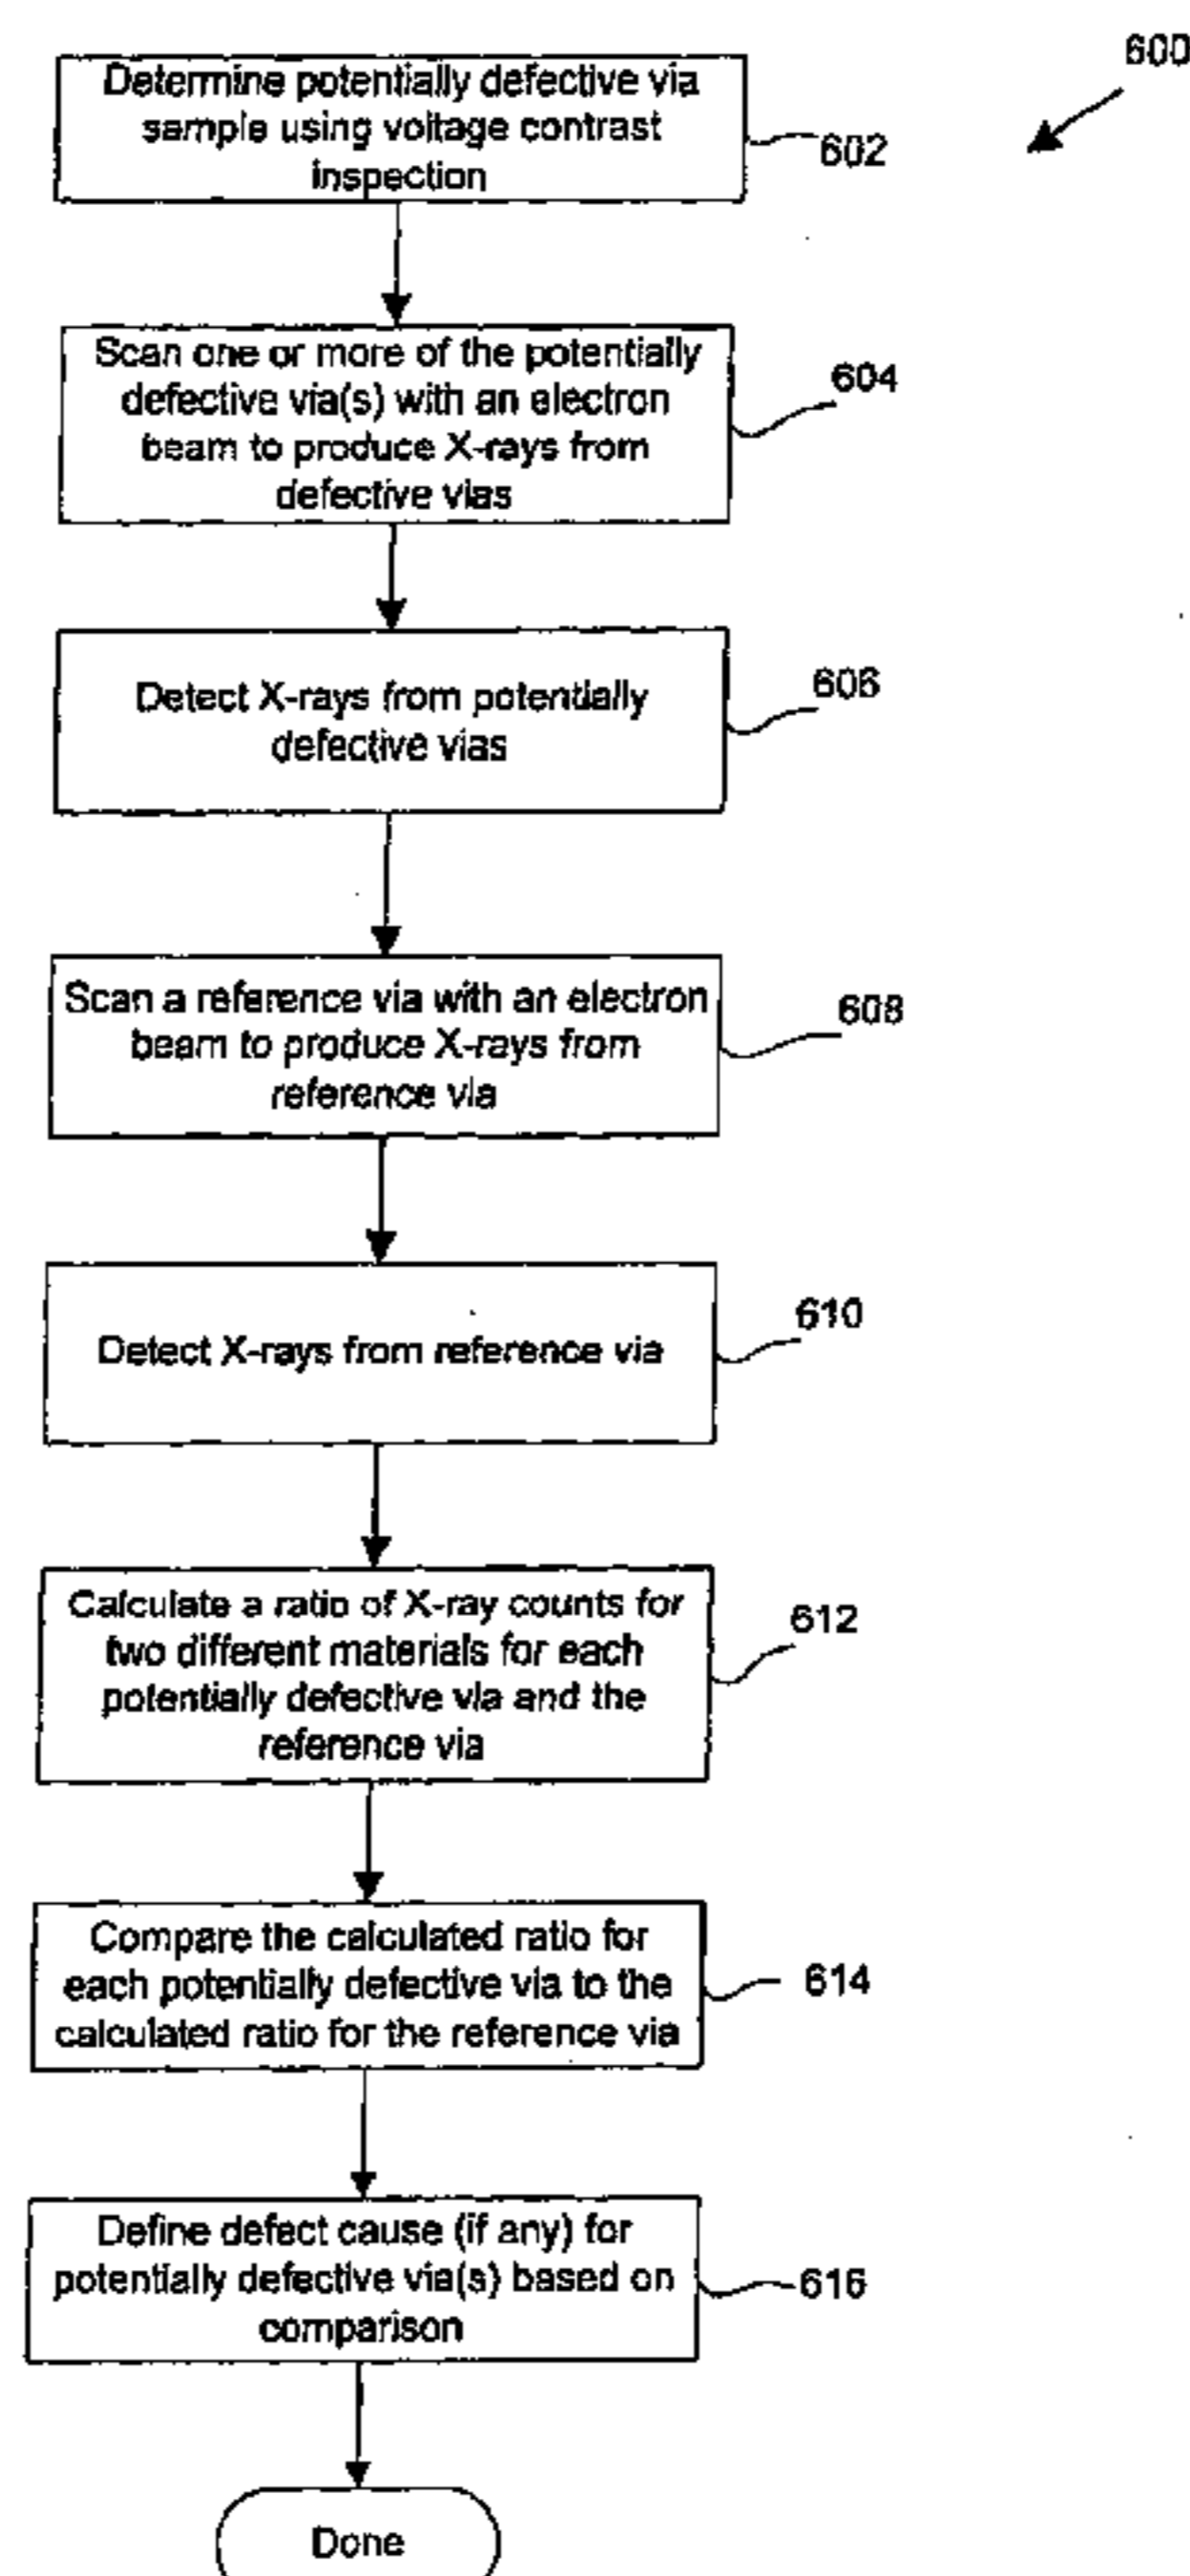 600
Determine potentially defective via
sample using voltage contrast
inspection
602
Scan one or more of the potentially
defective via(s) with an electron
beam to produce X-rays from
defective vias
604
Detect X-rays from potentially
defective vias
606
Scan a reference via with an electron
beam to produce X-rays from
reference via
608
Detect X-rays from reference via
610
Calculate a ratio of X-ray counts for
two different materials for each
potentially defective via and the
reference via
612
Compare the calculated ratio for
each potentially defective via to the
calculated ratio for the reference via
614
Define defect cause (if any) for
potentially defective via(s) based on
comparison
616
Done